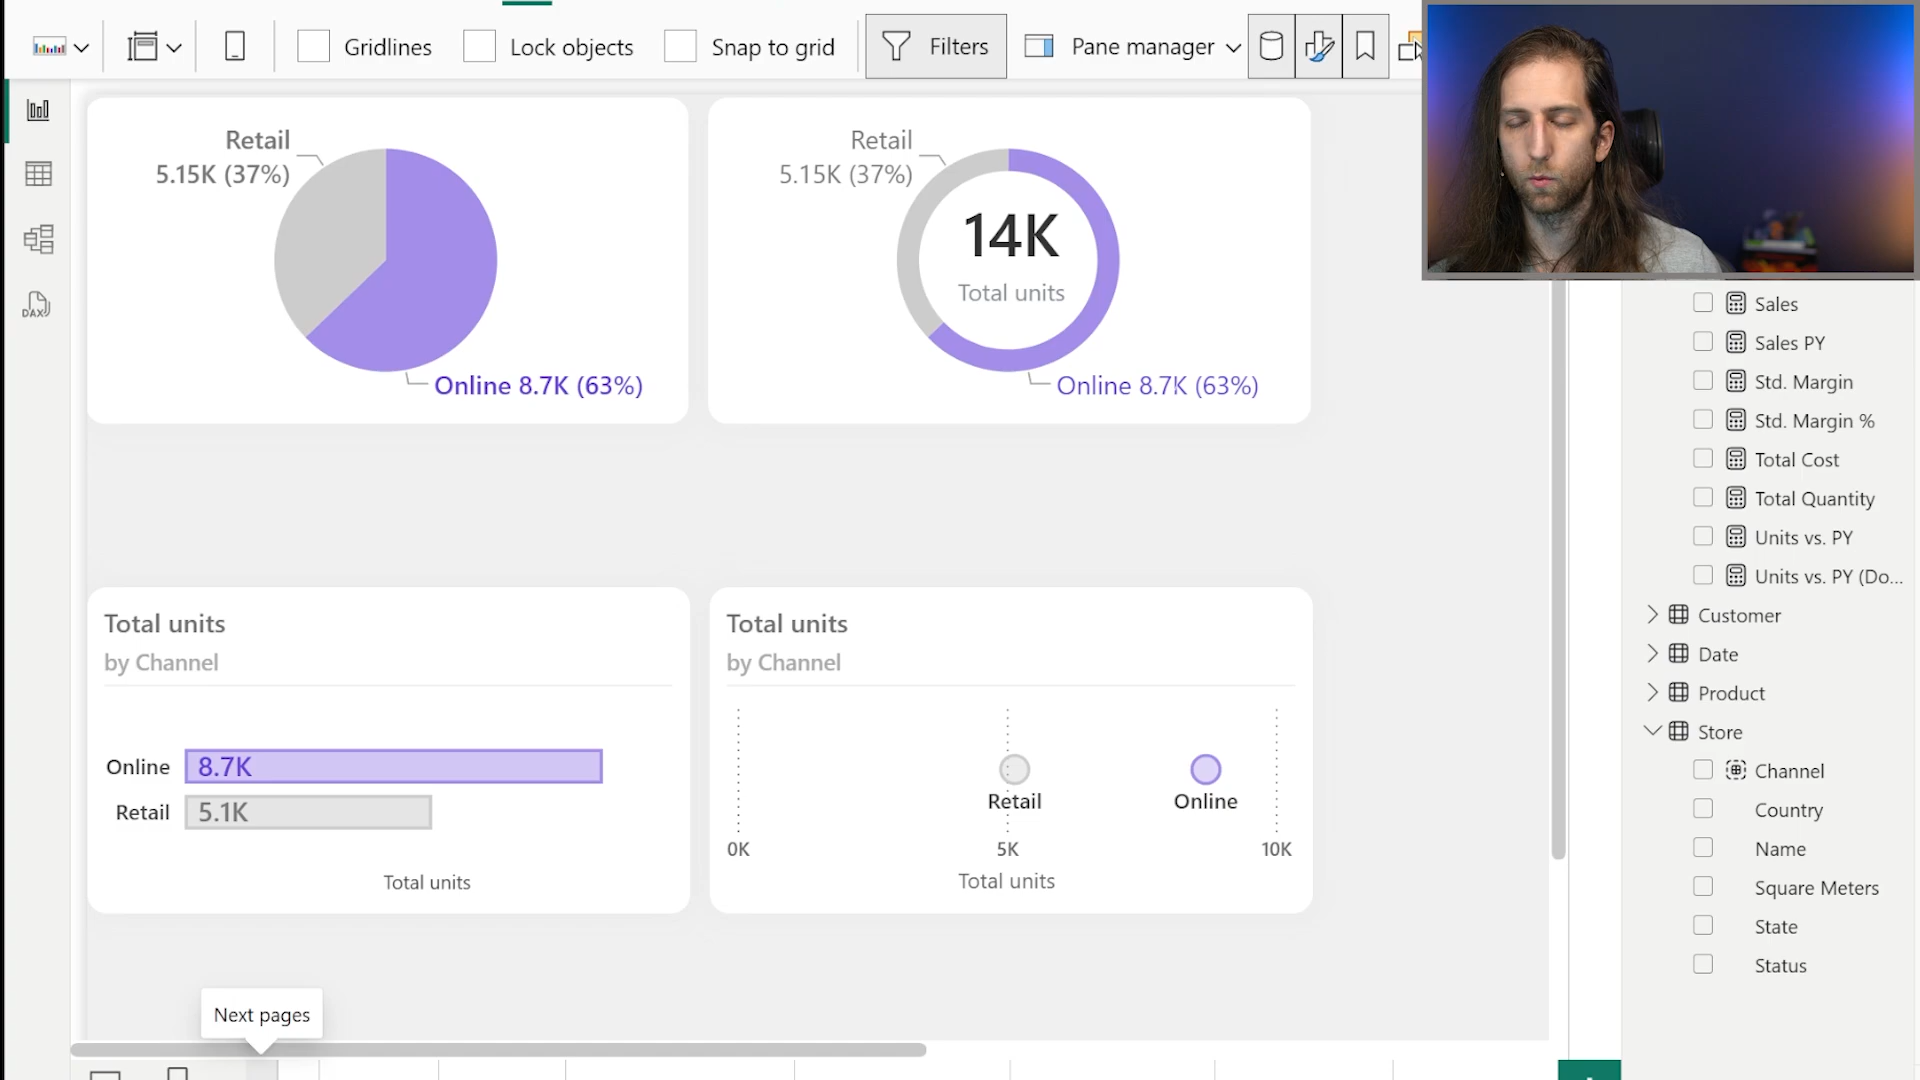 Gridlines
Lock objects
Snap to grid
Filters
Pane manager
DAX
Retail
5.15K (37%)
Online 8.7K (63%)
Retail
5.15K (37%)
14K
Total units
Online 8.7K (63%)
Total units
by Channel
Online 8.7K
Retail 5.1K
Total units
Total units
by Channel
Retail
Online
0K 5K 10K
Total units
Next pages
Sales
Sales PY
Std. Margin
Std. Margin %
Total Cost
Total Quantity
Units vs. PY
Units vs. PY (Do...
Customer
Date
Product
Store
Channel
Country
Name
Square Meters
State
Status